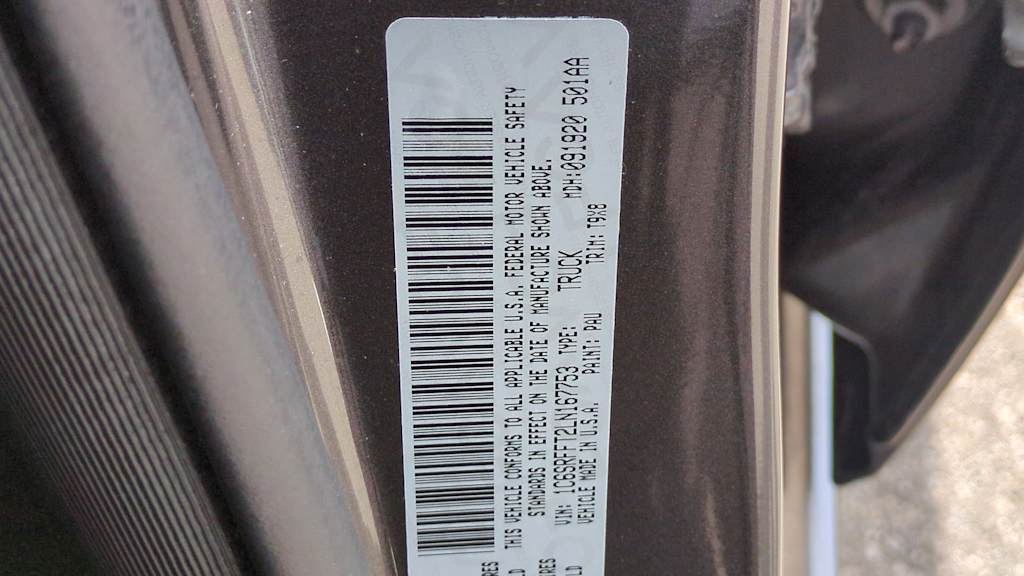 THIS VEHICLE CONFORMS TO ALL APPLICABLE U.S.A. FEDERAL MOTOR VEHICLE SAFETY
STANDARDS IN EFFECT ON THE DATE OF MANUFACTURE SHOWN ABOVE.
VIN: 1C6SRFFT2LN167753 TYPE: TRUCK MDH:091920 501AA
VEHICLE MADE IN U.S.A. PAINT: PAU TRIM: T9X8